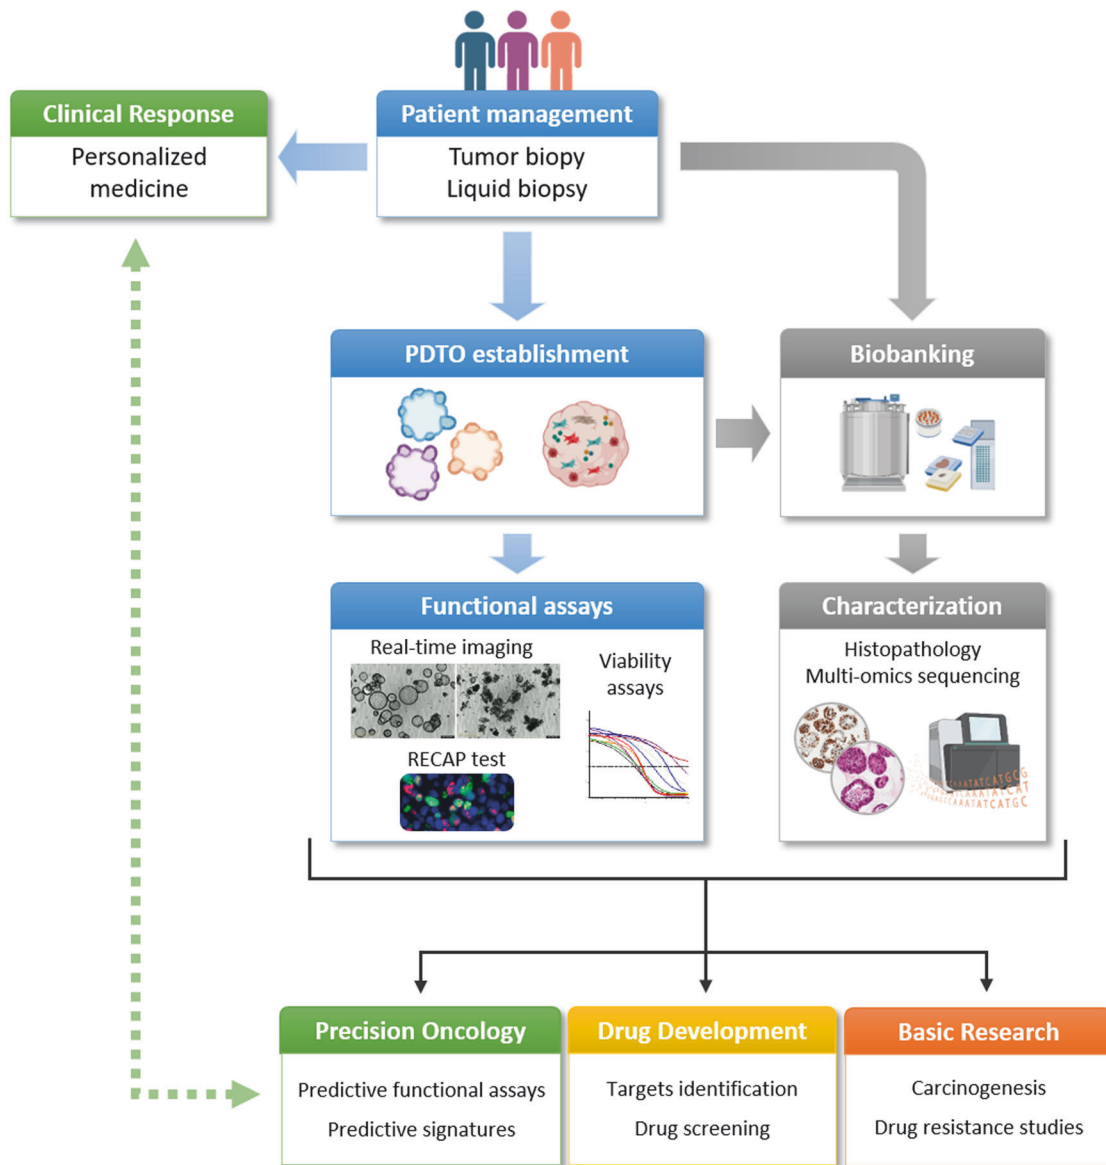 Clinical Response
Personalized
medicine
Patient management
Tumor biopy
Liquid biopsy
PDTO establishment
Biobanking
Functional assays
Real-time imaging
Viability
assays
RECAP test
Characterization
Histopathology
Multi-omics sequencing
Precision Oncology
Predictive functional assays
Predictive signatures
Drug Development
Targets identification
Drug screening
Basic Research
Carcinogenesis
Drug resistance studies